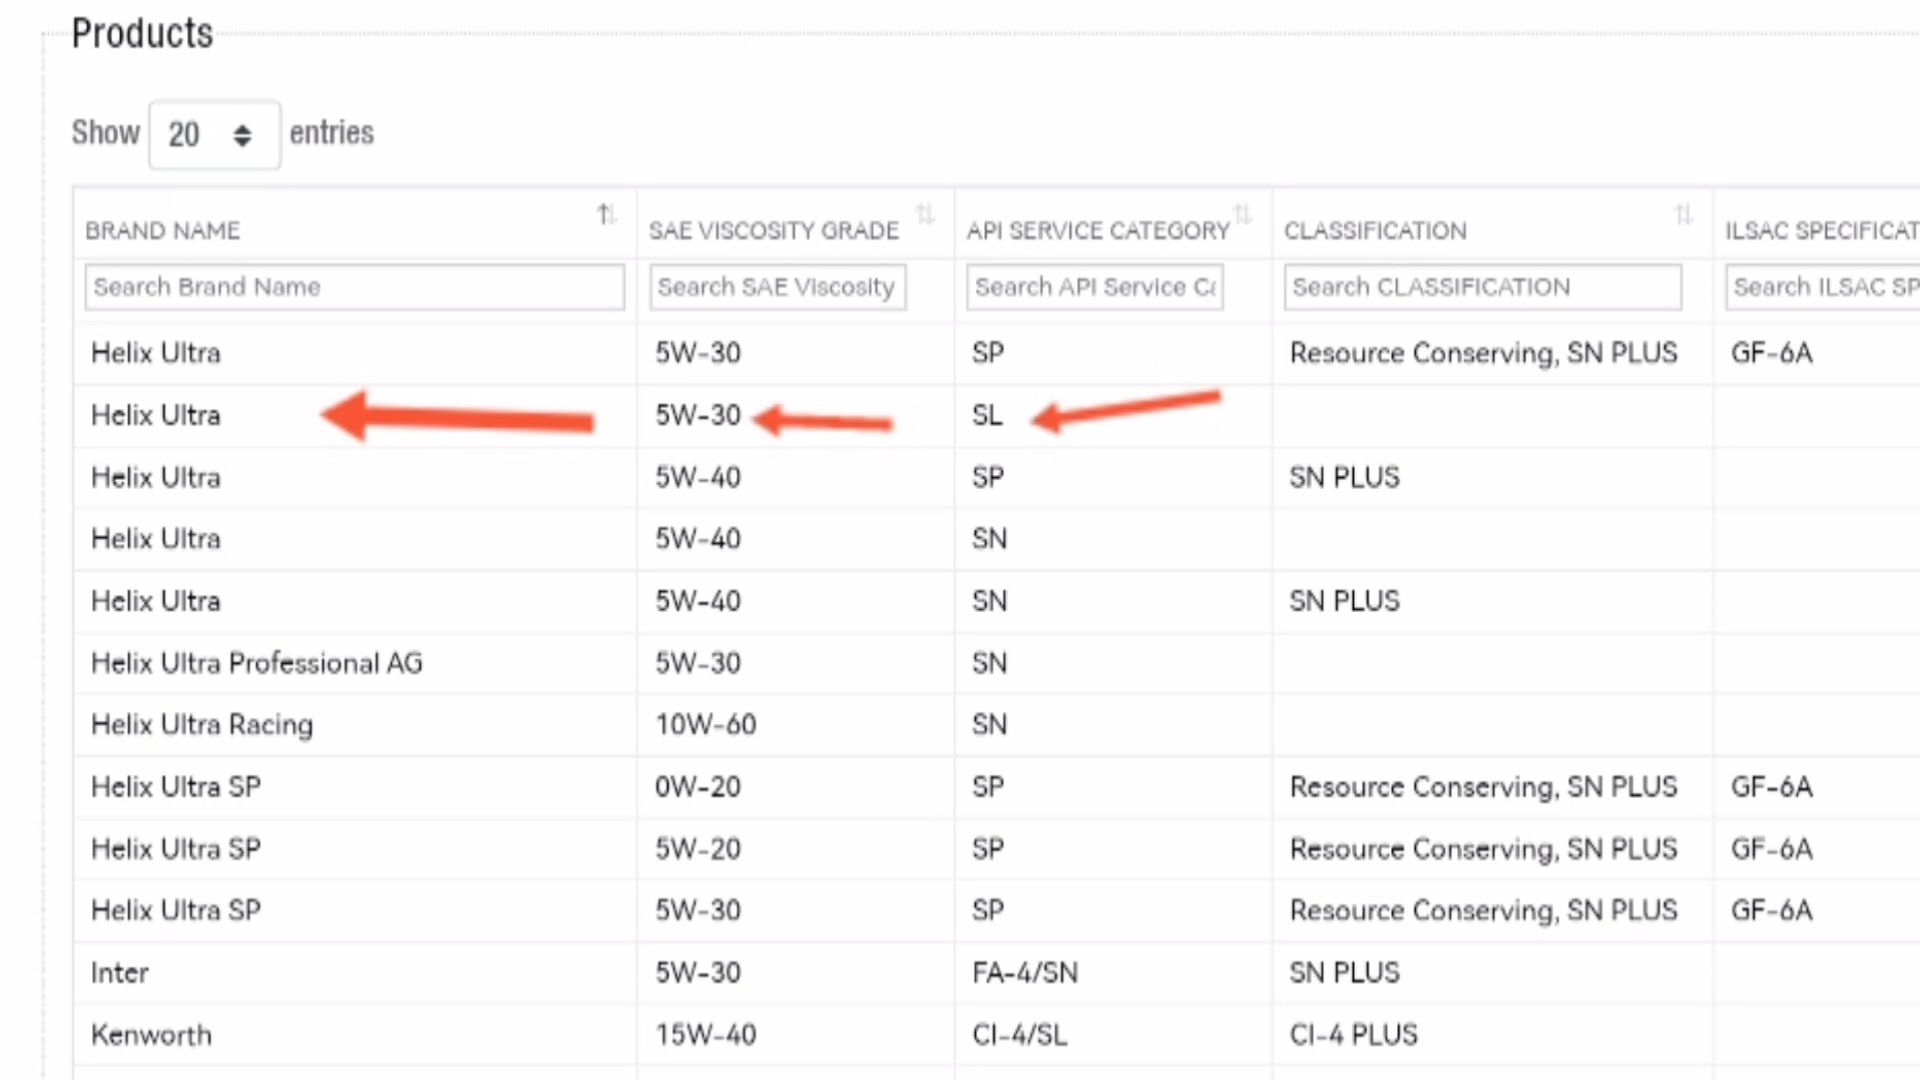 Products
Show 20 entries
BRAND NAME SAE VISCOSITY GRADE API SERVICE CATEGORY CLASSIFICATION ILSAC SPECIFICAT
Search Brand Name Search SAE Viscosity Search API Service Ca Search CLASSIFICATION Search ILSAC SP
Helix Ultra 5W-30 SP Resource Conserving, SN PLUS GF-6A
Helix Ultra 5W-30 SL
Helix Ultra 5W-40 SP SN PLUS
Helix Ultra 5W-40 SN
Helix Ultra 5W-40 SN SN PLUS
Helix Ultra Professional AG 5W-30 SN
Helix Ultra Racing 10W-60 SN
Helix Ultra SP 0W-20 SP Resource Conserving, SN PLUS GF-6A
Helix Ultra SP 5W-20 SP Resource Conserving, SN PLUS GF-6A
Helix Ultra SP 5W-30 SP Resource Conserving, SN PLUS GF-6A
Inter 5W-30 FA-4/SN SN PLUS
Kenworth 15W-40 CI-4/SL CI-4 PLUS